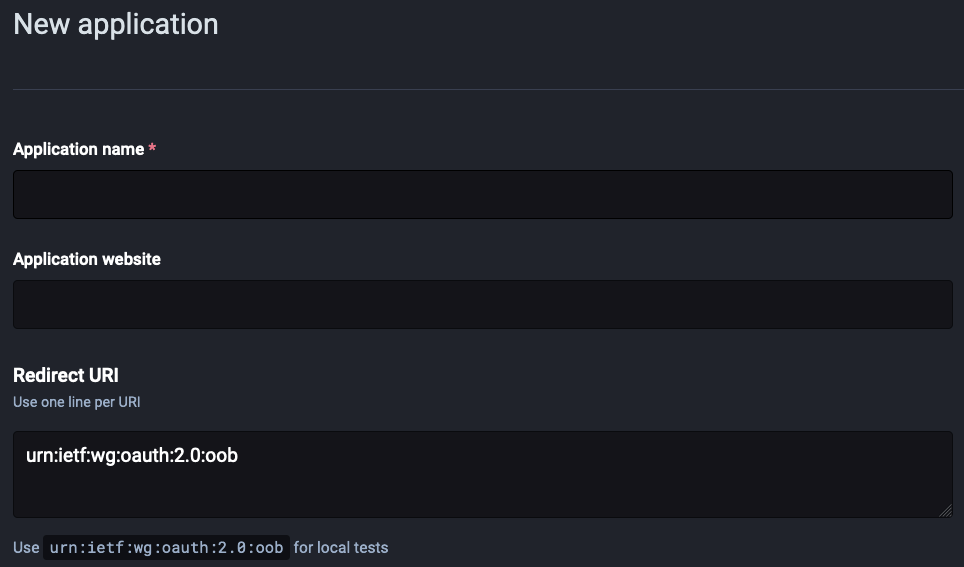 New application
Application name *
Application website
Redirect URI
Use one line per URI
urn:ietf:wg:oauth:2.0:oob
Use urn:ietf:wg:oauth:2.0:oob for local tests